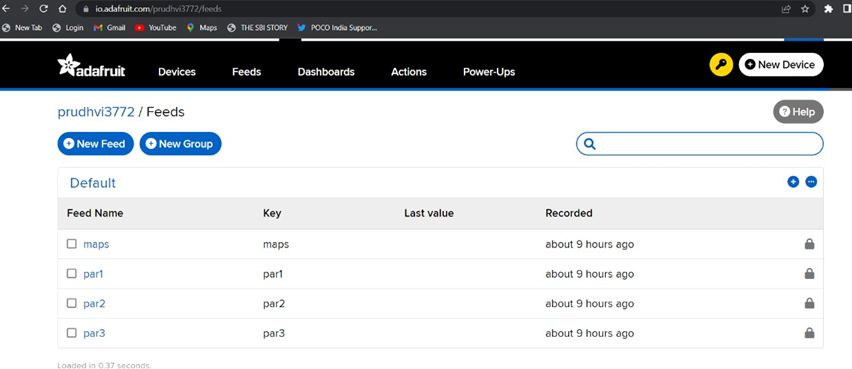 io.adafruit.com/prudhvi3772/feeds
New Tab Login Gmail YouTube Maps THE SBI STORY POCO India Suppor...
adafruit Devices Feeds Dashboards Actions Power-Ups New Device
prudhvi3772 / Feeds ? Help
New Feed New Group
Default
Feed Name Key Last value Recorded
maps maps about 9 hours ago
par1 par1 about 9 hours ago
par2 par2 about 9 hours ago
par3 par3 about 9 hours ago
Loaded in 0.37 seconds.